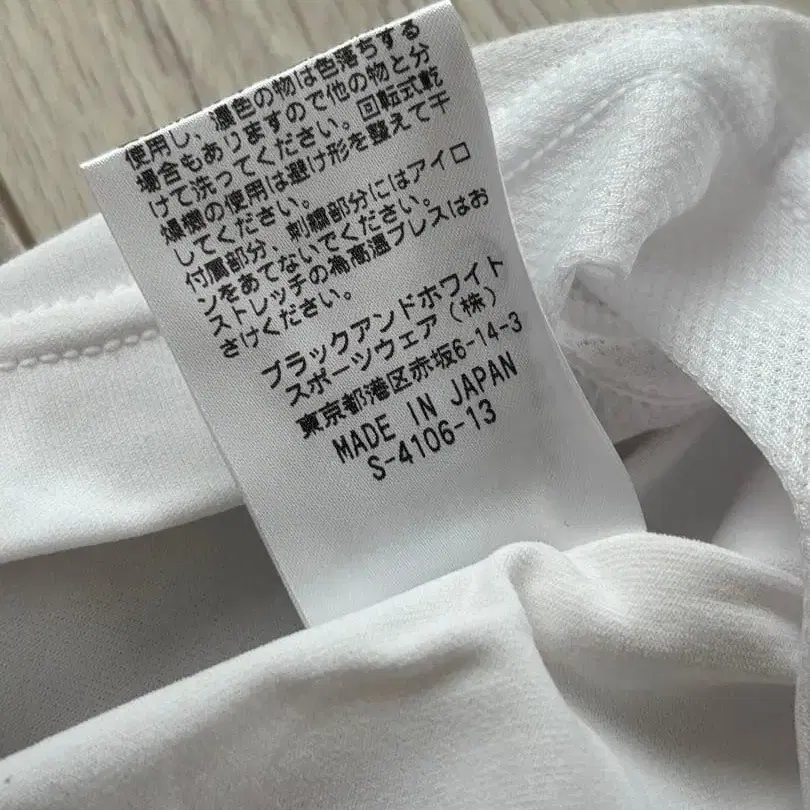 使用し、濃色の物は色落ちする
場合もありますので他の物と分
けて洗ってください。回転式乾
燥機の使用は避け形を整えて干
してください。
付属部分、刺繍部分にはアイロ
ンをあてないでください。
ストレッチの為高温プレスはお
さけください。
ブラックアンドホワイト
スポーツウェア（株）
東京都港区赤坂6-14-3
MADE IN JAPAN
S-4106-13